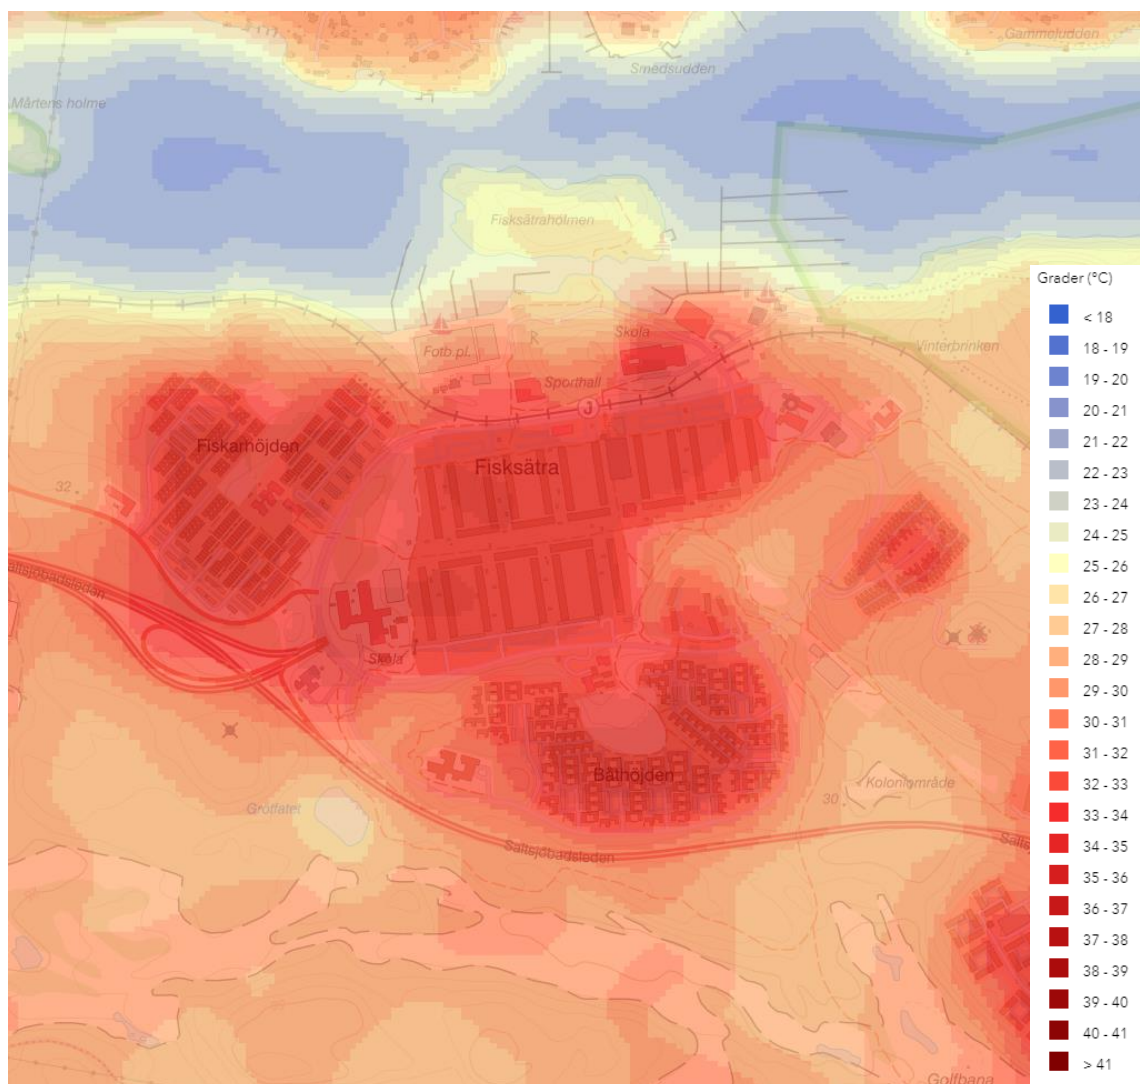 Gammeludden
Smedsudden
Mårtens holme
Fisksätraholmen
Grader (°C)
< 18
18 - 19
19 - 20
20 - 21
21 - 22
22 - 23
23 - 24
24 - 25
25 - 26
26 - 27
27 - 28
28 - 29
29 - 30
30 - 31
31 - 32
32 - 33
33 - 34
34 - 35
35 - 36
36 - 37
37 - 38
38 - 39
39 - 40
40 - 41
> 41
Skola
R
Vinterbrinken
Fotb.pl.
Sporthall
J
Fiskarhöjden
Fisksätra
32
Saltsjöbadsleden
Skola
Båthöjden
Koloniområde
30
Grötfatet
Saltsjöbadsleden
Salts
Golfbana